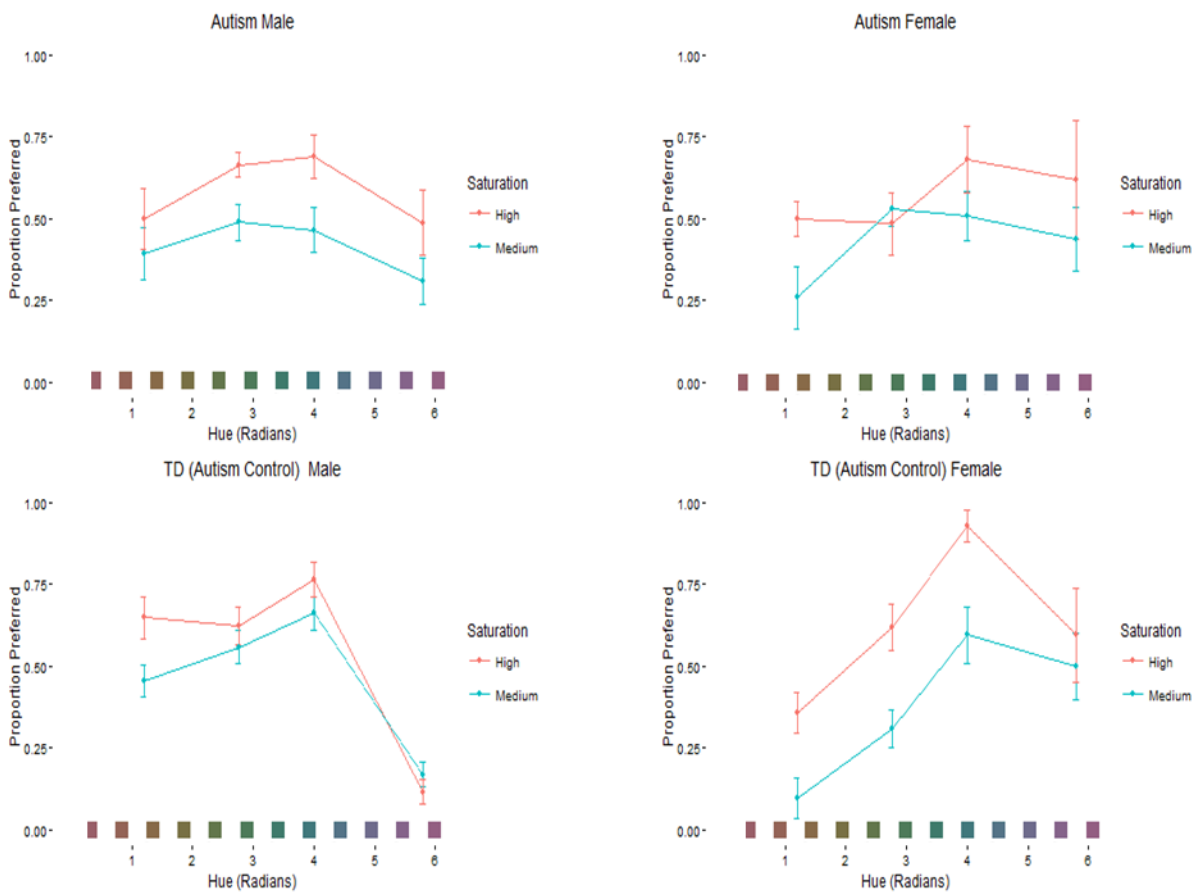 Autism Male
1.00
0.75
0.50
0.25
0.00
Proportion Preferred
1 2 3 4 5 6
Hue (Radians)
Saturation
High
Medium
Autism Female
1.00
0.75
0.50
0.25
0.00
Proportion Preferred
1 2 3 4 5 6
Hue (Radians)
Saturation
High
Medium
TD (Autism Control) Male
1.00
0.75
0.50
0.25
0.00
Proportion Preferred
1 2 3 4 5 6
Hue (Radians)
Saturation
High
Medium
TD (Autism Control) Female
1.00
0.75
0.50
0.25
0.00
Proportion Preferred
1 2 3 4 5 6
Hue (Radians)
Saturation
High
Medium